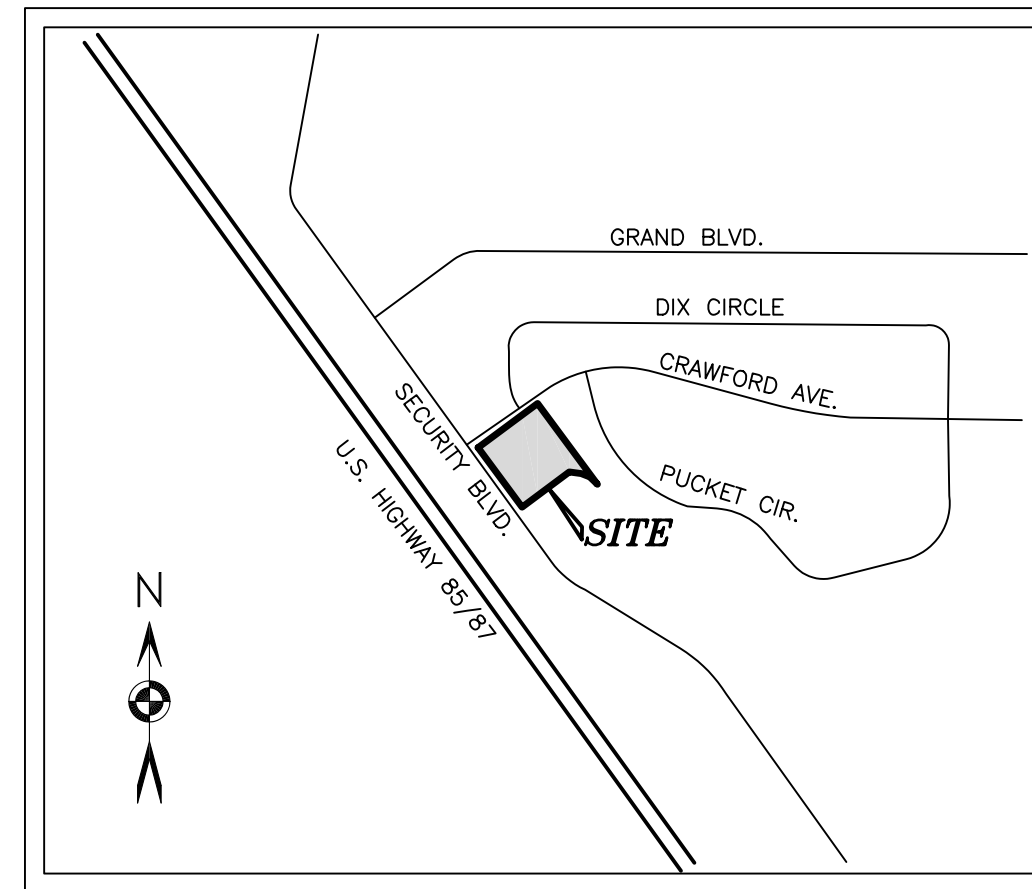 GRAND BLVD.
DIX CIRCLE
CRAWFORD AVE.
SECURITY BLVD.
U.S. HIGHWAY 85/87
PUCKET CIR.
SITE
N